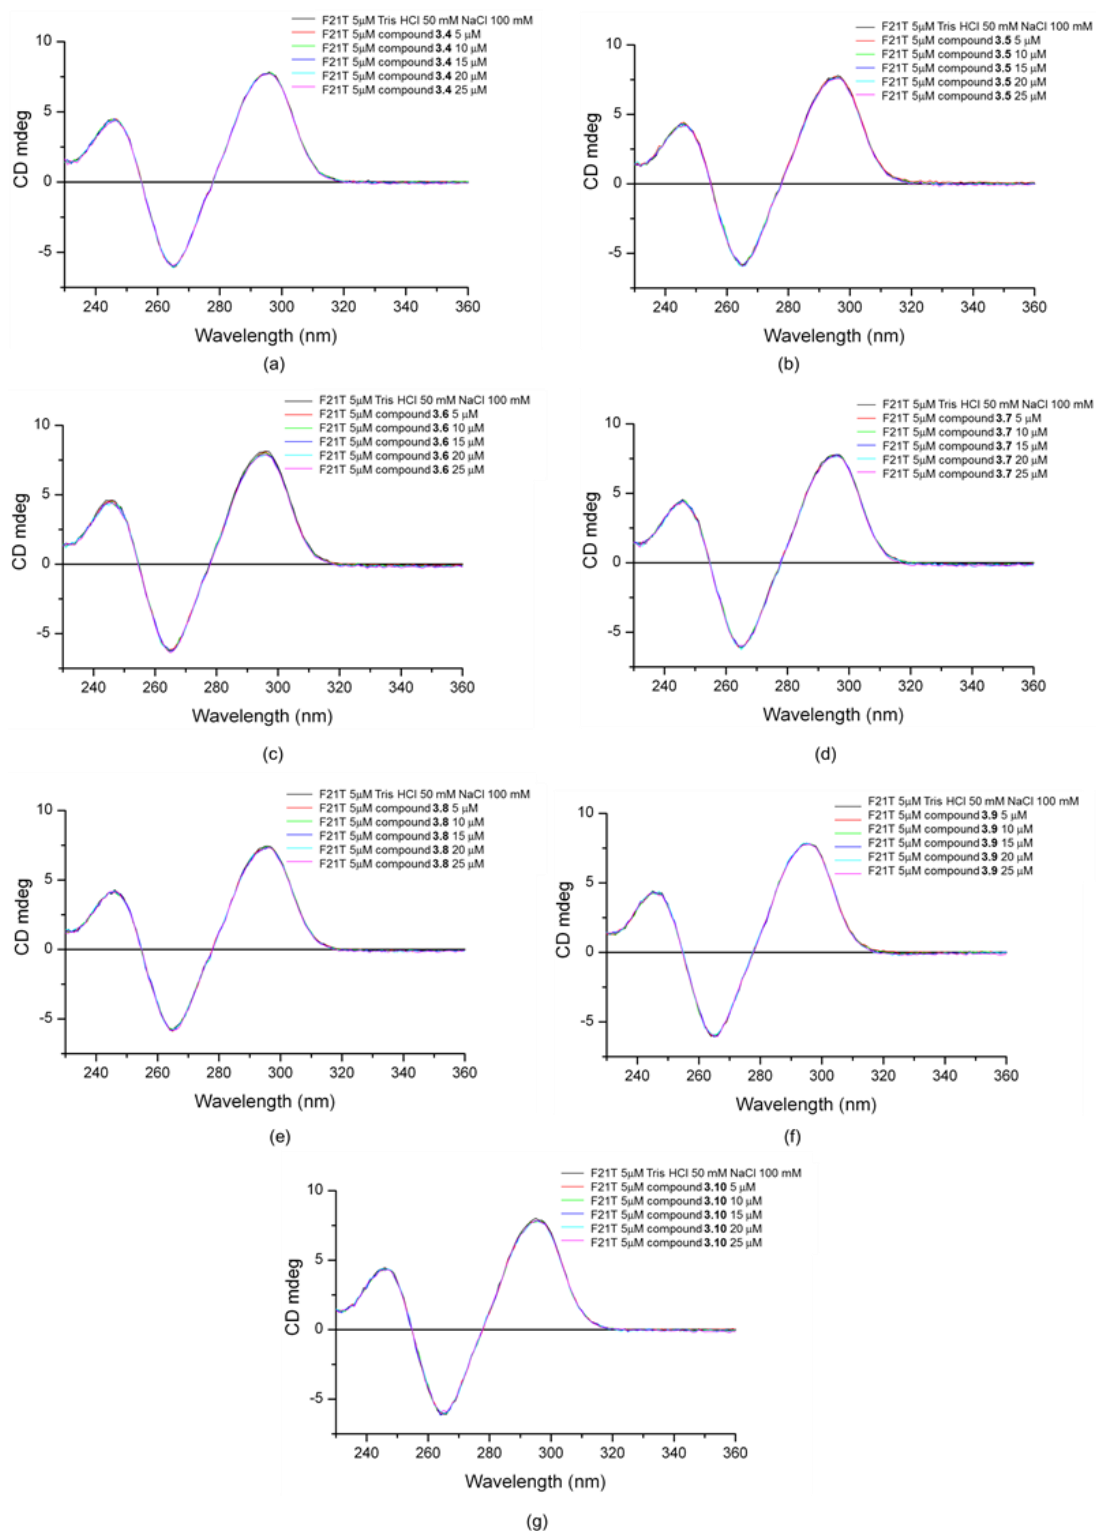 F21T 5μM Tris HCl 50 mM NaCl 100 mM
F21T 5μM compound 3.4 5 μM
F21T 5μM compound 3.4 10 μM
F21T 5μM compound 3.4 15 μM
F21T 5μM compound 3.4 20 μM
F21T 5μM compound 3.4 25 μM
10
5
0
-5
CD mdeg
240 260 280 300 320 340 360
Wavelength (nm)
(a)
F21T 5μM Tris HCl 50 mM NaCl 100 mM
F21T 5μM compound 3.5 5 μM
F21T 5μM compound 3.5 10 μM
F21T 5μM compound 3.5 15 μM
F21T 5μM compound 3.5 20 μM
F21T 5μM compound 3.5 25 μM
10
5
0
-5
CD mdeg
240 260 280 300 320 340 360
Wavelength (nm)
(b)
F21T 5μM Tris HCl 50 mM NaCl 100 mM
F21T 5μM compound 3.6 5 μM
F21T 5μM compound 3.6 10 μM
F21T 5μM compound 3.6 15 μM
F21T 5μM compound 3.6 20 μM
F21T 5μM compound 3.6 25 μM
10
5
0
-5
CD mdeg
240 260 280 300 320 340 360
Wavelength (nm)
(c)
F21T 5μM Tris HCl 50 mM NaCl 100 mM
F21T 5μM compound 3.7 5 μM
F21T 5μM compound 3.7 10 μM
F21T 5μM compound 3.7 15 μM
F21T 5μM compound 3.7 20 μM
F21T 5μM compound 3.7 25 μM
10
5
0
-5
CD mdeg
240 260 280 300 320 340 360
Wavelength (nm)
(d)
F21T 5μM Tris HCl 50 mM NaCl 100 mM
F21T 5μM compound 3.8 5 μM
F21T 5μM compound 3.8 10 μM
F21T 5μM compound 3.8 15 μM
F21T 5μM compound 3.8 20 μM
F21T 5μM compound 3.8 25 μM
10
5
0
-5
CD mdeg
240 260 280 300 320 340 360
Wavelength (nm)
(e)
F21T 5μM Tris HCl 50 mM NaCl 100 mM
F21T 5μM compound 3.9 5 μM
F21T 5μM compound 3.9 10 μM
F21T 5μM compound 3.9 15 μM
F21T 5μM compound 3.9 20 μM
F21T 5μM compound 3.9 25 μM
10
5
0
-5
CD mdeg
240 260 280 300 320 340 360
Wavelength (nm)
(f)
F21T 5μM Tris HCl 50 mM NaCl 100 mM
F21T 5μM compound 3.10 5 μM
F21T 5μM compound 3.10 10 μM
F21T 5μM compound 3.10 15 μM
F21T 5μM compound 3.10 20 μM
F21T 5μM compound 3.10 25 μM
10
5
0
-5
CD mdeg
240 260 280 300 320 340 360
Wavelength (nm)
(g)